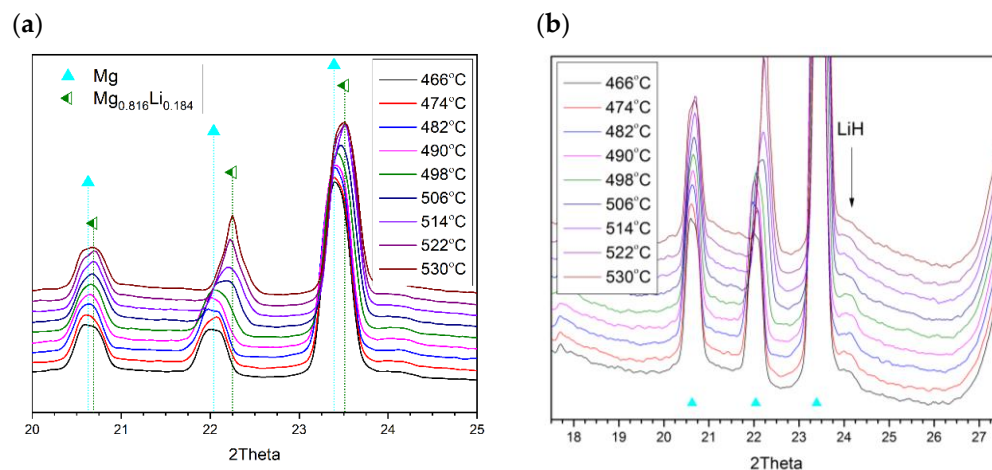 (a)
Mg
Mg0.816Li0.184
466°C
474°C
482°C
490°C
498°C
506°C
514°C
522°C
530°C
20 21 22 23 24 25
2Theta
(b)
466°C
474°C
482°C
490°C
498°C
506°C
514°C
522°C
530°C
LiH
18 19 20 21 22 23 24 25 26 27
2Theta